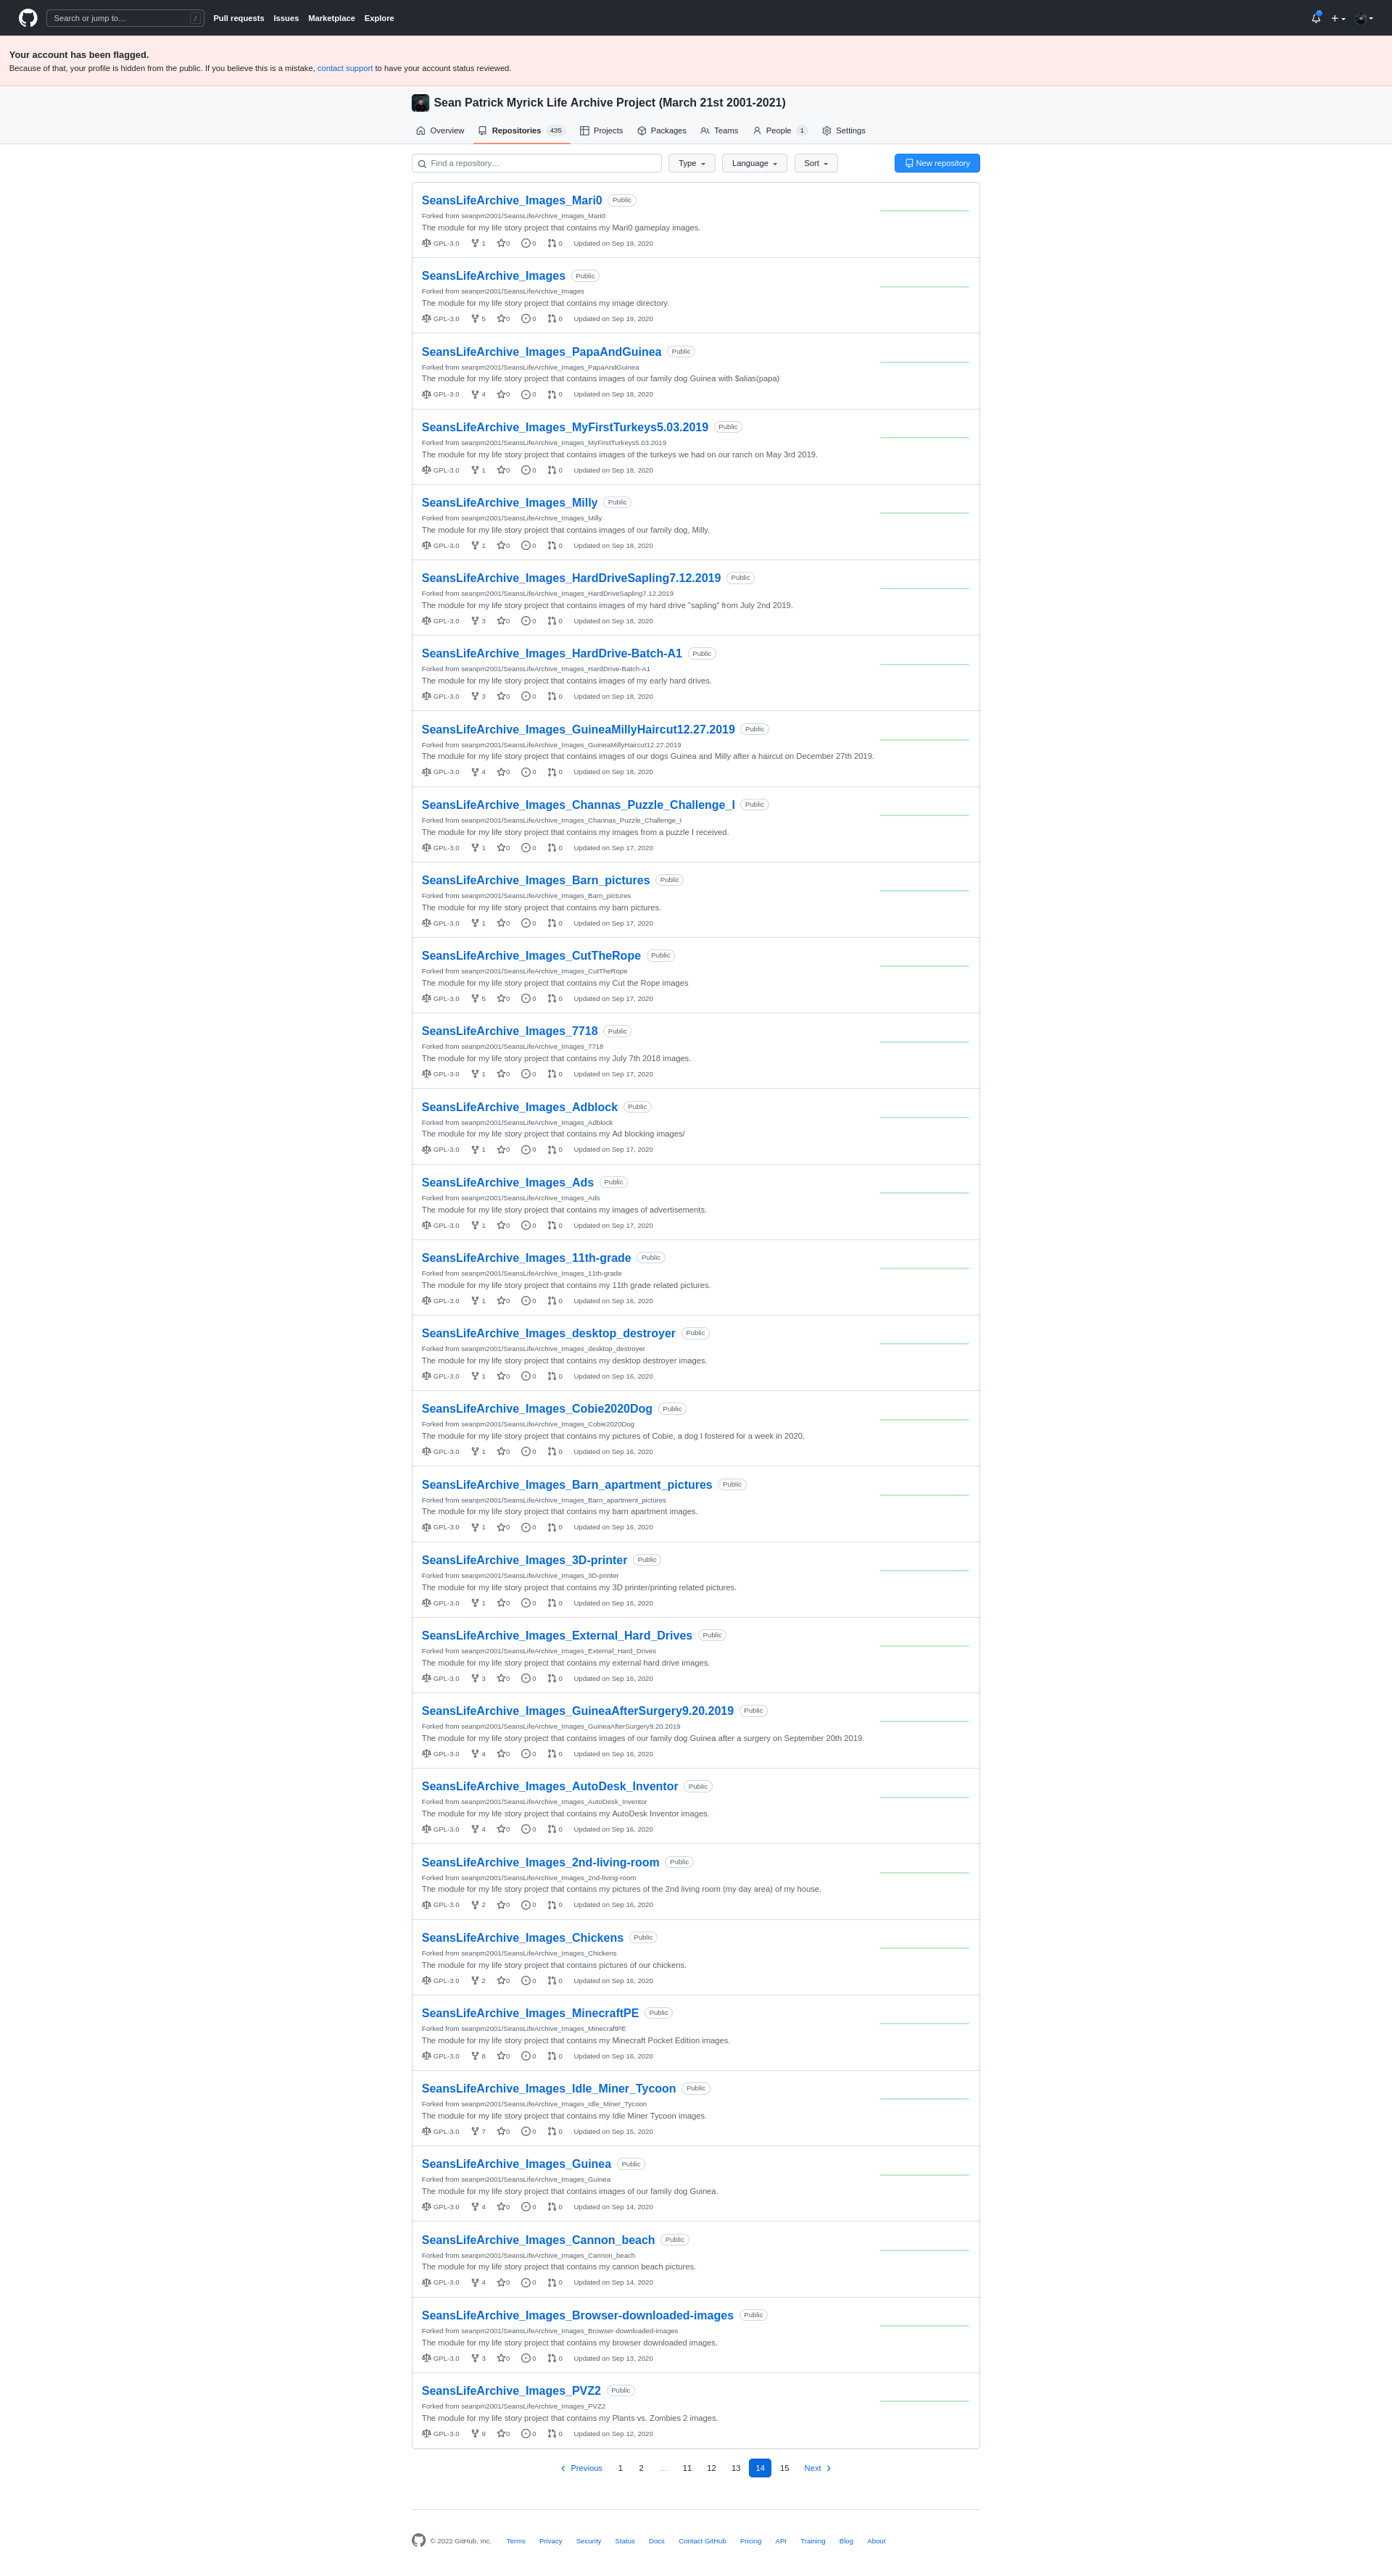 Search or jump to… /
Pull requests Issues Marketplace Explore
Your account has been flagged.
Because of that, your profile is hidden from the public. If you believe this is a mistake, contact support to have your account status reviewed.
Sean Patrick Myrick Life Archive Project (March 21st 2001-2021)
Overview Repositories 435 Projects Packages Teams People 1 Settings
Find a repository… Type Language Sort New repository
SeansLifeArchive_Images_Mari0 Public
Forked from seanpm2001/SeansLifeArchive_Images_Mari0
The module for my life story project that contains my Mari0 gameplay images.
GPL-3.0 1 0 0 0 Updated on Sep 19, 2020
SeansLifeArchive_Images Public
Forked from seanpm2001/SeansLifeArchive_Images
The module for my life story project that contains my image directory.
GPL-3.0 5 0 0 0 Updated on Sep 19, 2020
SeansLifeArchive_Images_PapaAndGuinea Public
Forked from seanpm2001/SeansLifeArchive_Images_PapaAndGuinea
The module for my life story project that contains images of our family dog Guinea with $alias(papa)
GPL-3.0 4 0 0 0 Updated on Sep 18, 2020
SeansLifeArchive_Images_MyFirstTurkeys5.03.2019 Public
Forked from seanpm2001/SeansLifeArchive_Images_MyFirstTurkeys5.03.2019
The module for my life story project that contains images of the turkeys we had on our ranch on May 3rd 2019.
GPL-3.0 1 0 0 0 Updated on Sep 18, 2020
SeansLifeArchive_Images_Milly Public
Forked from seanpm2001/SeansLifeArchive_Images_Milly
The module for my life story project that contains images of our family dog, Milly.
GPL-3.0 1 0 0 0 Updated on Sep 18, 2020
SeansLifeArchive_Images_HardDriveSapling7.12.2019 Public
Forked from seanpm2001/SeansLifeArchive_Images_HardDriveSapling7.12.2019
The module for my life story project that contains images of my hard drive "sapling" from July 2nd 2019.
GPL-3.0 3 0 0 0 Updated on Sep 18, 2020
SeansLifeArchive_Images_HardDrive-Batch-A1 Public
Forked from seanpm2001/SeansLifeArchive_Images_HardDrive-Batch-A1
The module for my life story project that contains images of my early hard drives.
GPL-3.0 3 0 0 0 Updated on Sep 18, 2020
SeansLifeArchive_Images_GuineaMillyHaircut12.27.2019 Public
Forked from seanpm2001/SeansLifeArchive_Images_GuineaMillyHaircut12.27.2019
The module for my life story project that contains images of our dogs Guinea and Milly after a haircut on December 27th 2019.
GPL-3.0 4 0 0 0 Updated on Sep 18, 2020
SeansLifeArchive_Images_Channas_Puzzle_Challenge_I Public
Forked from seanpm2001/SeansLifeArchive_Images_Channas_Puzzle_Challenge_I
The module for my life story project that contains my images from a puzzle I received.
GPL-3.0 1 0 0 0 Updated on Sep 17, 2020
SeansLifeArchive_Images_Barn_pictures Public
Forked from seanpm2001/SeansLifeArchive_Images_Barn_pictures
The module for my life story project that contains my barn pictures.
GPL-3.0 1 0 0 0 Updated on Sep 17, 2020
SeansLifeArchive_Images_CutTheRope Public
Forked from seanpm2001/SeansLifeArchive_Images_CutTheRope
The module for my life story project that contains my Cut the Rope images
GPL-3.0 5 0 0 0 Updated on Sep 17, 2020
SeansLifeArchive_Images_7718 Public
Forked from seanpm2001/SeansLifeArchive_Images_7718
The module for my life story project that contains my July 7th 2018 images.
GPL-3.0 1 0 0 0 Updated on Sep 17, 2020
SeansLifeArchive_Images_Adblock Public
Forked from seanpm2001/SeansLifeArchive_Images_Adblock
The module for my life story project that contains my Ad blocking images/
GPL-3.0 1 0 0 0 Updated on Sep 17, 2020
SeansLifeArchive_Images_Ads Public
Forked from seanpm2001/SeansLifeArchive_Images_Ads
The module for my life story project that contains my images of advertisements.
GPL-3.0 1 0 0 0 Updated on Sep 17, 2020
SeansLifeArchive_Images_11th-grade Public
Forked from seanpm2001/SeansLifeArchive_Images_11th-grade
The module for my life story project that contains my 11th grade related pictures.
GPL-3.0 1 0 0 0 Updated on Sep 16, 2020
SeansLifeArchive_Images_desktop_destroyer Public
Forked from seanpm2001/SeansLifeArchive_Images_desktop_destroyer
The module for my life story project that contains my desktop destroyer images.
GPL-3.0 1 0 0 0 Updated on Sep 16, 2020
SeansLifeArchive_Images_Cobie2020Dog Public
Forked from seanpm2001/SeansLifeArchive_Images_Cobie2020Dog
The module for my life story project that contains my pictures of Cobie, a dog I fostered for a week in 2020.
GPL-3.0 1 0 0 0 Updated on Sep 16, 2020
SeansLifeArchive_Images_Barn_apartment_pictures Public
Forked from seanpm2001/SeansLifeArchive_Images_Barn_apartment_pictures
The module for my life story project that contains my barn apartment images.
GPL-3.0 1 0 0 0 Updated on Sep 16, 2020
SeansLifeArchive_Images_3D-printer Public
Forked from seanpm2001/SeansLifeArchive_Images_3D-printer
The module for my life story project that contains my 3D printer/printing related pictures.
GPL-3.0 1 0 0 0 Updated on Sep 16, 2020
SeansLifeArchive_Images_External_Hard_Drives Public
Forked from seanpm2001/SeansLifeArchive_Images_External_Hard_Drives
The module for my life story project that contains my external hard drive images.
GPL-3.0 3 0 0 0 Updated on Sep 16, 2020
SeansLifeArchive_Images_GuineaAfterSurgery9.20.2019 Public
Forked from seanpm2001/SeansLifeArchive_Images_GuineaAfterSurgery9.20.2019
The module for my life story project that contains images of our family dog Guinea after a surgery on September 20th 2019.
GPL-3.0 4 0 0 0 Updated on Sep 16, 2020
SeansLifeArchive_Images_AutoDesk_Inventor Public
Forked from seanpm2001/SeansLifeArchive_Images_AutoDesk_Inventor
The module for my life story project that contains my AutoDesk Inventor images.
GPL-3.0 4 0 0 0 Updated on Sep 16, 2020
SeansLifeArchive_Images_2nd-living-room Public
Forked from seanpm2001/SeansLifeArchive_Images_2nd-living-room
The module for my life story project that contains my pictures of the 2nd living room (my day area) of my house.
GPL-3.0 2 0 0 0 Updated on Sep 16, 2020
SeansLifeArchive_Images_Chickens Public
Forked from seanpm2001/SeansLifeArchive_Images_Chickens
The module for my life story project that contains pictures of our chickens.
GPL-3.0 2 0 0 0 Updated on Sep 16, 2020
SeansLifeArchive_Images_MinecraftPE Public
Forked from seanpm2001/SeansLifeArchive_Images_MinecraftPE
The module for my life story project that contains my Minecraft Pocket Edition images.
GPL-3.0 8 0 0 0 Updated on Sep 16, 2020
SeansLifeArchive_Images_Idle_Miner_Tycoon Public
Forked from seanpm2001/SeansLifeArchive_Images_Idle_Miner_Tycoon
The module for my life story project that contains my Idle Miner Tycoon images.
GPL-3.0 7 0 0 0 Updated on Sep 15, 2020
SeansLifeArchive_Images_Guinea Public
Forked from seanpm2001/SeansLifeArchive_Images_Guinea
The module for my life story project that contains images of our family dog Guinea.
GPL-3.0 4 0 0 0 Updated on Sep 14, 2020
SeansLifeArchive_Images_Cannon_beach Public
Forked from seanpm2001/SeansLifeArchive_Images_Cannon_beach
The module for my life story project that contains my cannon beach pictures.
GPL-3.0 4 0 0 0 Updated on Sep 14, 2020
SeansLifeArchive_Images_Browser-downloaded-images Public
Forked from seanpm2001/SeansLifeArchive_Images_Browser-downloaded-images
The module for my life story project that contains my browser downloaded images.
GPL-3.0 3 0 0 0 Updated on Sep 13, 2020
SeansLifeArchive_Images_PVZ2 Public
Forked from seanpm2001/SeansLifeArchive_Images_PVZ2
The module for my life story project that contains my Plants vs. Zombies 2 images.
GPL-3.0 9 0 0 0 Updated on Sep 12, 2020
Previous 1 2 … 11 12 13 14 15 Next
© 2022 GitHub, Inc. Terms Privacy Security Status Docs Contact GitHub Pricing API Training Blog About